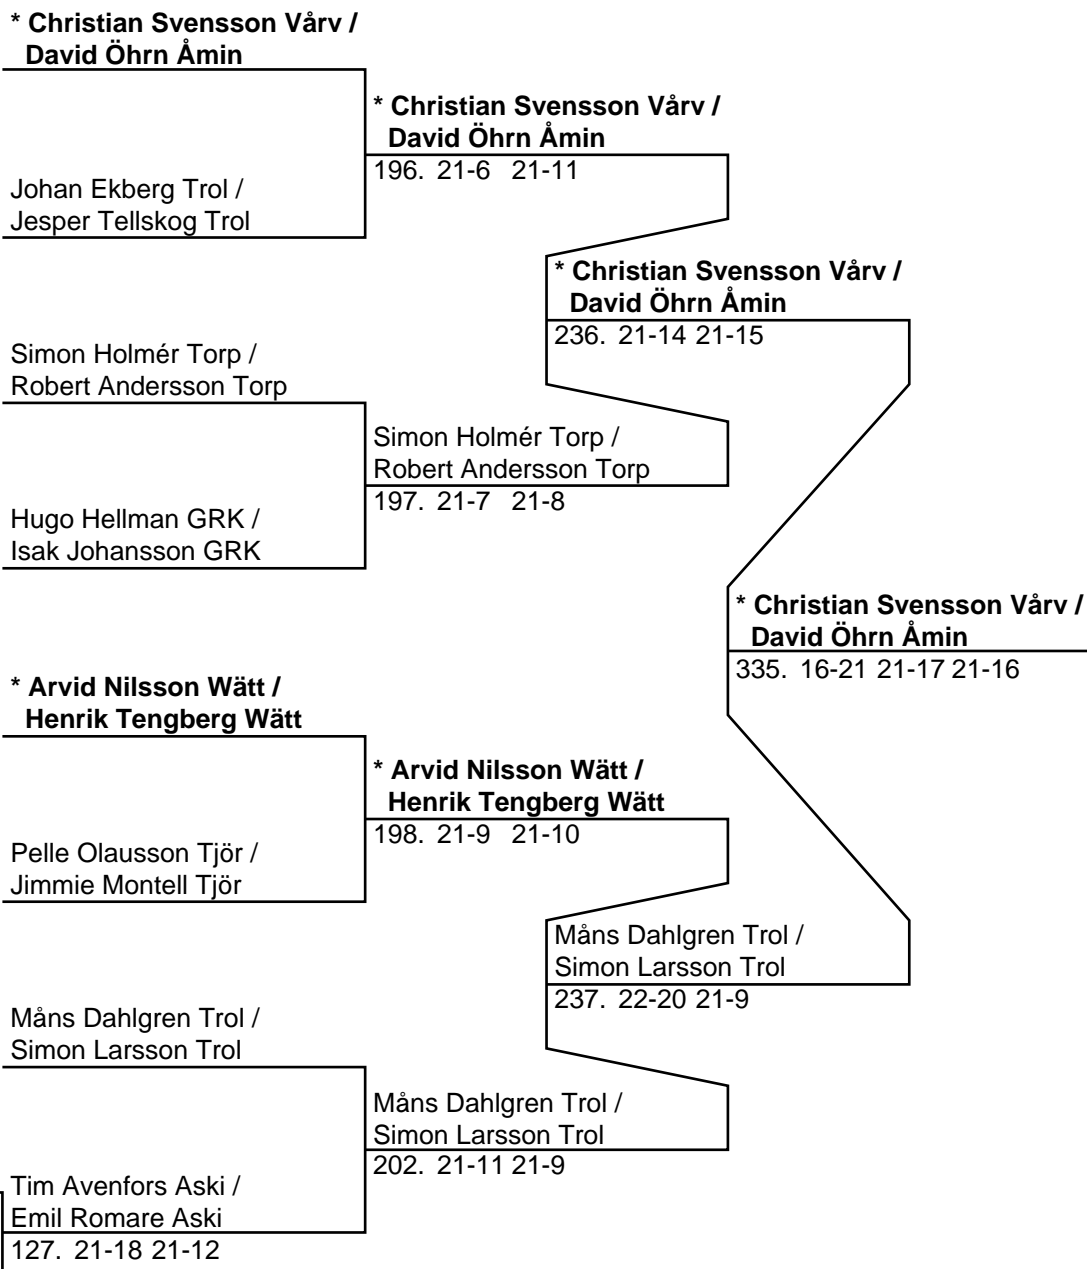 * Christian Svensson Vårv /
David Öhrn Åmin
* Christian Svensson Vårv /
David Öhrn Åmin
196. 21-6 21-11
Johan Ekberg Trol /
Jesper Tellskog Trol
* Christian Svensson Vårv /
David Öhrn Åmin
236. 21-14 21-15
Simon Holmér Torp /
Robert Andersson Torp
Simon Holmér Torp /
Robert Andersson Torp
197. 21-7 21-8
Hugo Hellman GRK /
Isak Johansson GRK
* Christian Svensson Vårv /
David Öhrn Åmin
335. 16-21 21-17 21-16
* Arvid Nilsson Wätt /
Henrik Tengberg Wätt
* Arvid Nilsson Wätt /
Henrik Tengberg Wätt
198. 21-9 21-10
Pelle Olausson Tjör /
Jimmie Montell Tjör
Måns Dahlgren Trol /
Simon Larsson Trol
237. 22-20 21-9
Måns Dahlgren Trol /
Simon Larsson Trol
Måns Dahlgren Trol /
Simon Larsson Trol
202. 21-11 21-9
Tim Avenfors Aski /
Emil Romare Aski
127. 21-18 21-12